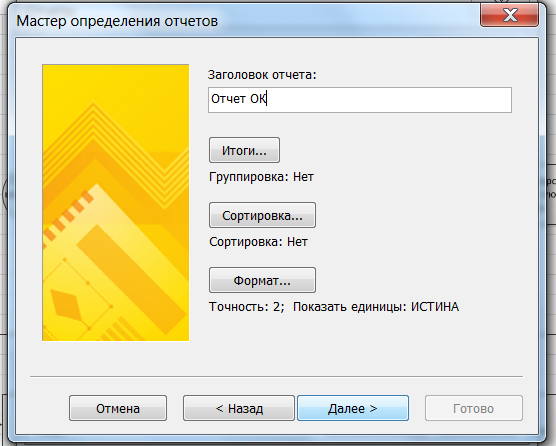 Мастер определения отчетов
Заголовок отчета:
Отчет ОК
Итоги...
Группировка: Нет
Сортировка...
Сортировка: Нет
Формат...
Точность: 2; Показать единицы: ИСТИНА
Отмена
< Назад
Далее >
Готово